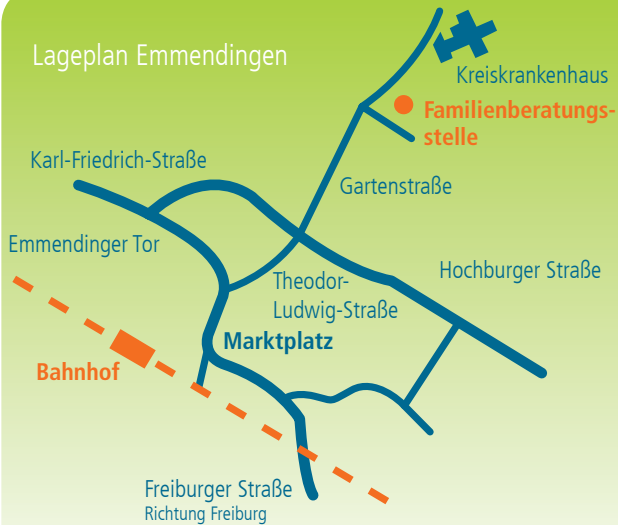 Lageplan Emmendingen
Kreiskrankenhaus
Familienberatungs-
stelle
Karl-Friedrich-Straße
Gartenstraße
Emmendinger Tor
Hochburger Straße
Theodor-
Ludwig-Straße
Marktplatz
Bahnhof
Freiburger Straße
Richtung Freiburg